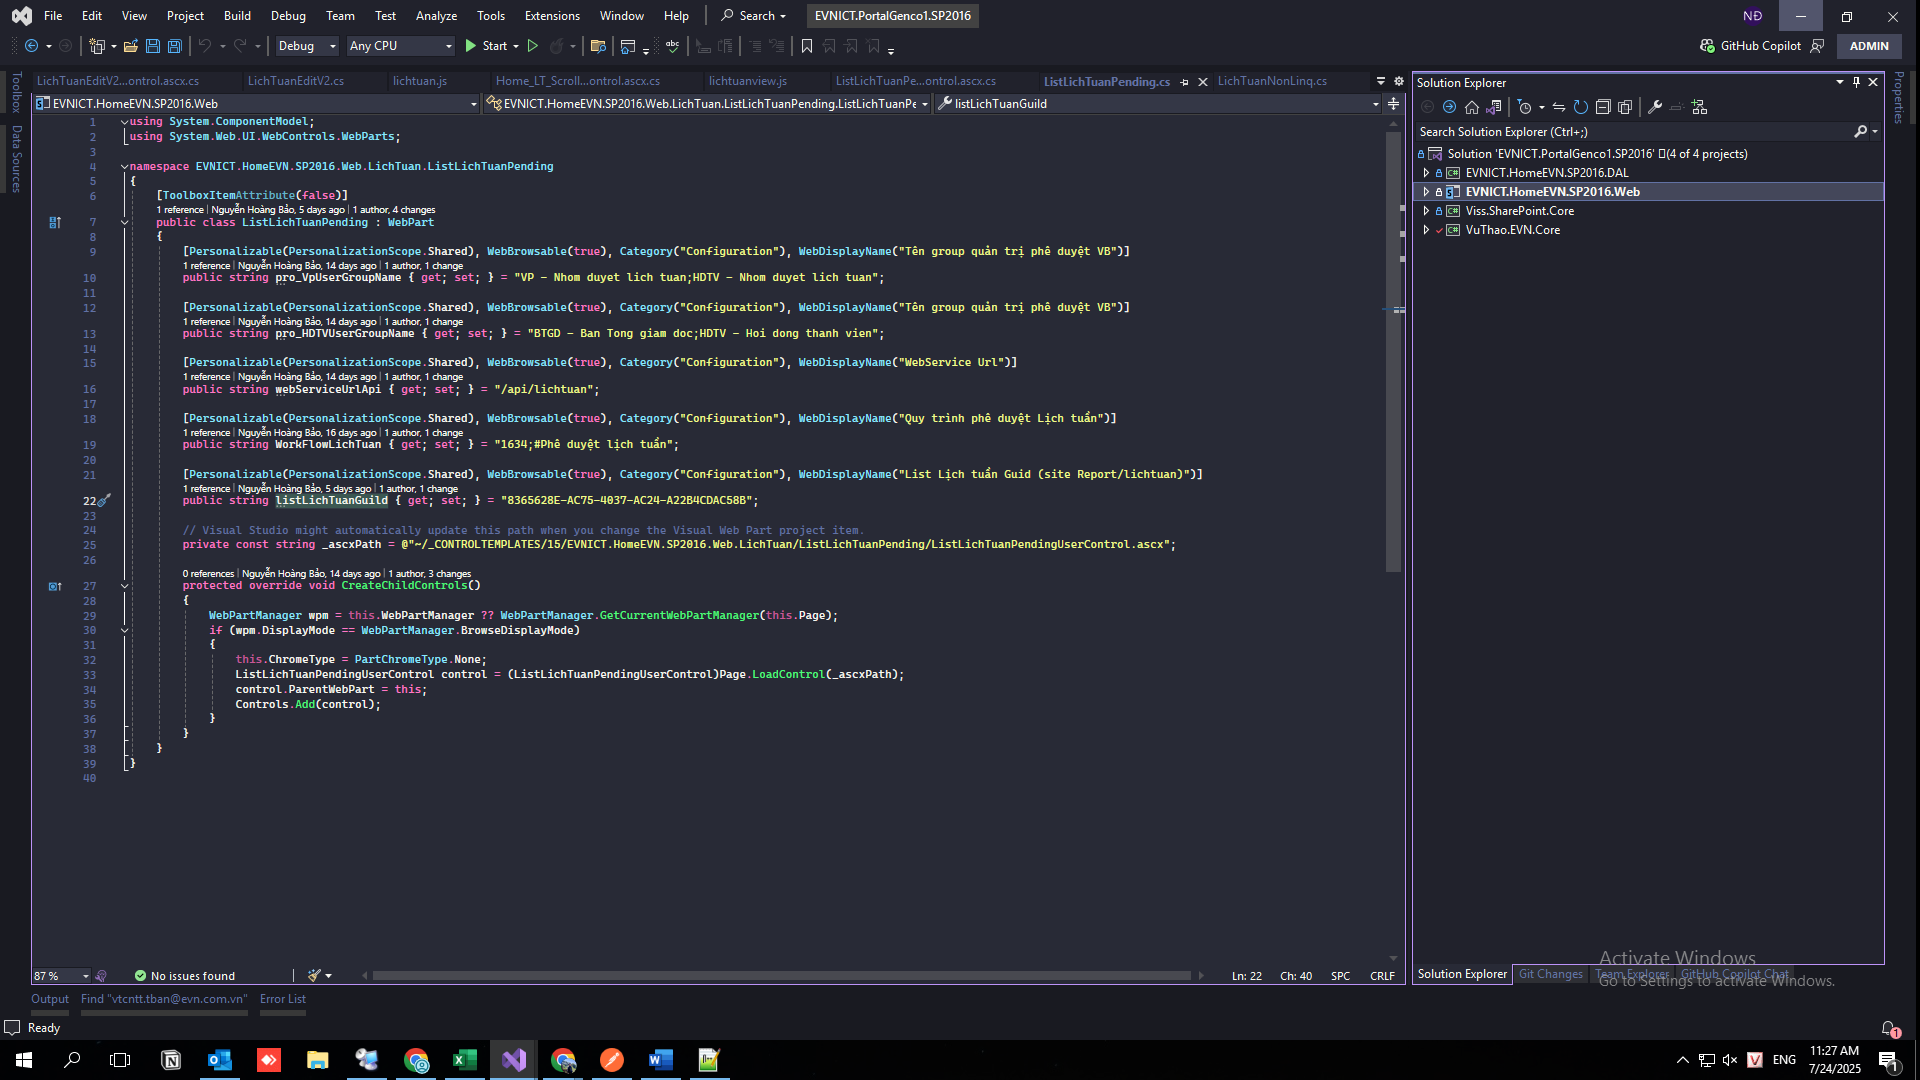 File Edit View Project Build Debug Team Test Analyze Tools Extensions Window Help Search EVNICT.PortalGenco1.SP2016 NĐ
Debug Any CPU Start GitHub Copilot ADMIN
LichTuanEditV2...ontrol.ascx.cs LichTuanEditV2.cs lichtuan.js Home_LT_Scroll...ontrol.ascx.cs lichtuanview.js ListLichTuanPe...ontrol.ascx.cs ListLichTuanPending.cs LichTuanNonLinq.cs
EVNICT.HomeEVN.SP2016.Web EVNICT.HomeEVN.SP2016.Web.LichTuan.ListLichTuanPending.ListLichTuanPe listLichTuanGuild
Toolbox
Data Sources
1 using System.ComponentModel;
2 using System.Web.UI.WebControls.WebParts;
3
4 namespace EVNICT.HomeEVN.SP2016.Web.LichTuan.ListLichTuanPending
5 {
6 [ToolboxItemAttribute(false)]
1 reference | Nguyễn Hoàng Bảo, 5 days ago | 1 author, 4 changes
7 public class ListLichTuanPending : WebPart
8 {
9 [Personalizable(PersonalizationScope.Shared), WebBrowsable(true), Category("Configuration"), WebDisplayName("Tên group quản trị phê duyệt VB")]
1 reference | Nguyễn Hoàng Bảo, 14 days ago | 1 author, 1 change
10 public string pro_VpUserGroupName { get; set; } = "VP - Nhom duyet lich tuan;HDTV - Nhom duyet lich tuan";
11
12 [Personalizable(PersonalizationScope.Shared), WebBrowsable(true), Category("Configuration"), WebDisplayName("Tên group quản trị phê duyệt VB")]
1 reference | Nguyễn Hoàng Bảo, 14 days ago | 1 author, 1 change
13 public string pro_HDTVUserGroupName { get; set; } = "BTGD - Ban Tong giam doc;HDTV - Hoi dong thanh vien";
14
15 [Personalizable(PersonalizationScope.Shared), WebBrowsable(true), Category("Configuration"), WebDisplayName("WebService Url")]
1 reference | Nguyễn Hoàng Bảo, 14 days ago | 1 author, 1 change
16 public string webServiceUrlApi { get; set; } = "/api/lichtuan";
17
18 [Personalizable(PersonalizationScope.Shared), WebBrowsable(true), Category("Configuration"), WebDisplayName("Quy trình phê duyệt Lịch tuần")]
1 reference | Nguyễn Hoàng Bảo, 16 days ago | 1 author, 1 change
19 public string WorkFlowLichTuan { get; set; } = "1634;#Phê duyệt lịch tuần";
20
21 [Personalizable(PersonalizationScope.Shared), WebBrowsable(true), Category("Configuration"), WebDisplayName("List Lịch tuần Guid (site Report/lichtuan)")]
1 reference | Nguyễn Hoàng Bảo, 5 days ago | 1 author, 1 change
22 public string listLichTuanGuild { get; set; } = "8365628E-AC75-4037-AC24-A22B4CDAC58B";
23
24 // Visual Studio might automatically update this path when you change the Visual Web Part project item.
25 private const string _ascxPath = @"~/_CONTROLTEMPLATES/15/EVNICT.HomeEVN.SP2016.Web.LichTuan/ListLichTuanPending/ListLichTuanPendingUserControl.ascx";
26
0 references | Nguyễn Hoàng Bảo, 14 days ago | 1 author, 3 changes
27 protected override void CreateChildControls()
28 {
29 WebPartManager wpm = this.WebPartManager ?? WebPartManager.GetCurrentWebPartManager(this.Page);
30 if (wpm.DisplayMode == WebPartManager.BrowseDisplayMode)
31 {
32 this.ChromeType = PartChromeType.None;
33 ListLichTuanPendingUserControl control = (ListLichTuanPendingUserControl)Page.LoadControl(_ascxPath);
34 control.ParentWebPart = this;
35 Controls.Add(control);
36 }
37 }
38 }
39 }
40
87 % No issues found Ln: 22 Ch: 40 SPC CRLF
Output Find "vtcntt.tban@evn.com.vn" Error List
Ready
Solution Explorer
Search Solution Explorer (Ctrl+;)
Solution 'EVNICT.PortalGenco1.SP2016' (4 of 4 projects)
EVNICT.HomeEVN.SP2016.DAL
EVNICT.HomeEVN.SP2016.Web
Viss.SharePoint.Core
VuThao.EVN.Core
Properties
Activate Windows
Go to Settings to activate Windows.
Solution Explorer Git Changes Team Explorer GitHub Copilot Chat
1
ENG
11:27 AM
7/24/2025
1